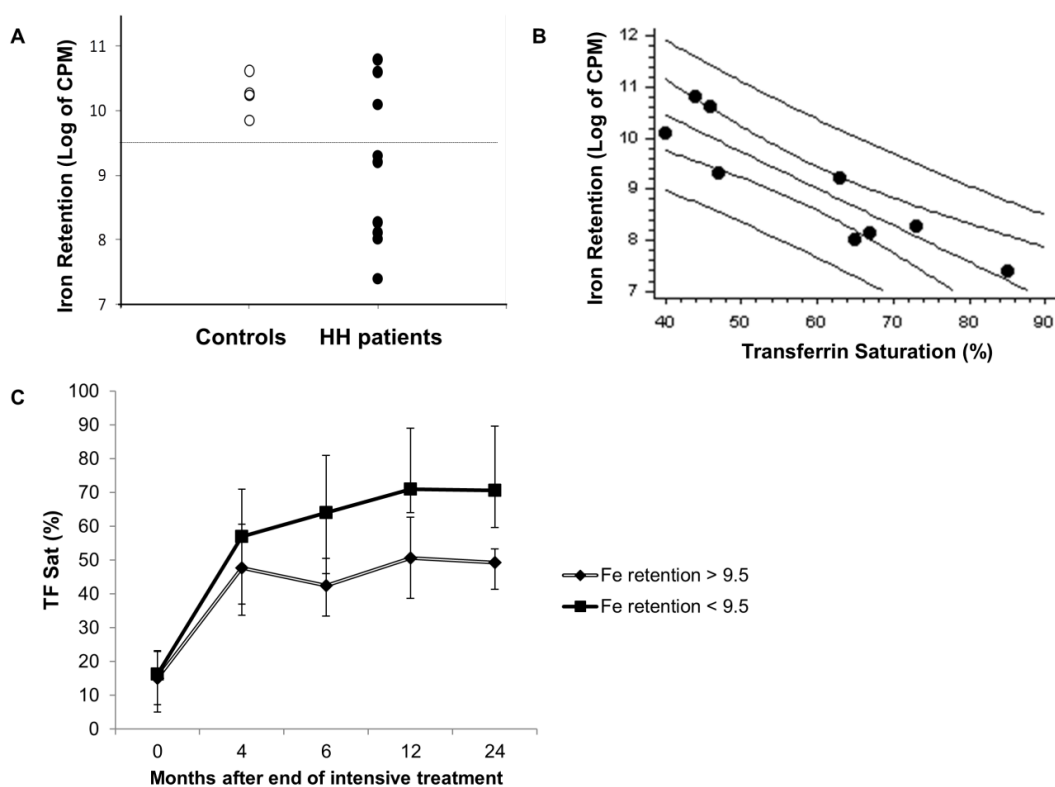 A
Iron Retention (Log of CPM)
11
10
9
8
7
Controls
HH patients
B
Iron Retention (Log of CPM)
12
11
10
9
8
7
40 50 60 70 80 90
Transferrin Saturation (%)
C
TF Sat (%)
100
90
80
70
60
50
40
30
20
10
0
0 4 6 12 24
Months after end of intensive treatment
Fe retention > 9.5
Fe retention < 9.5